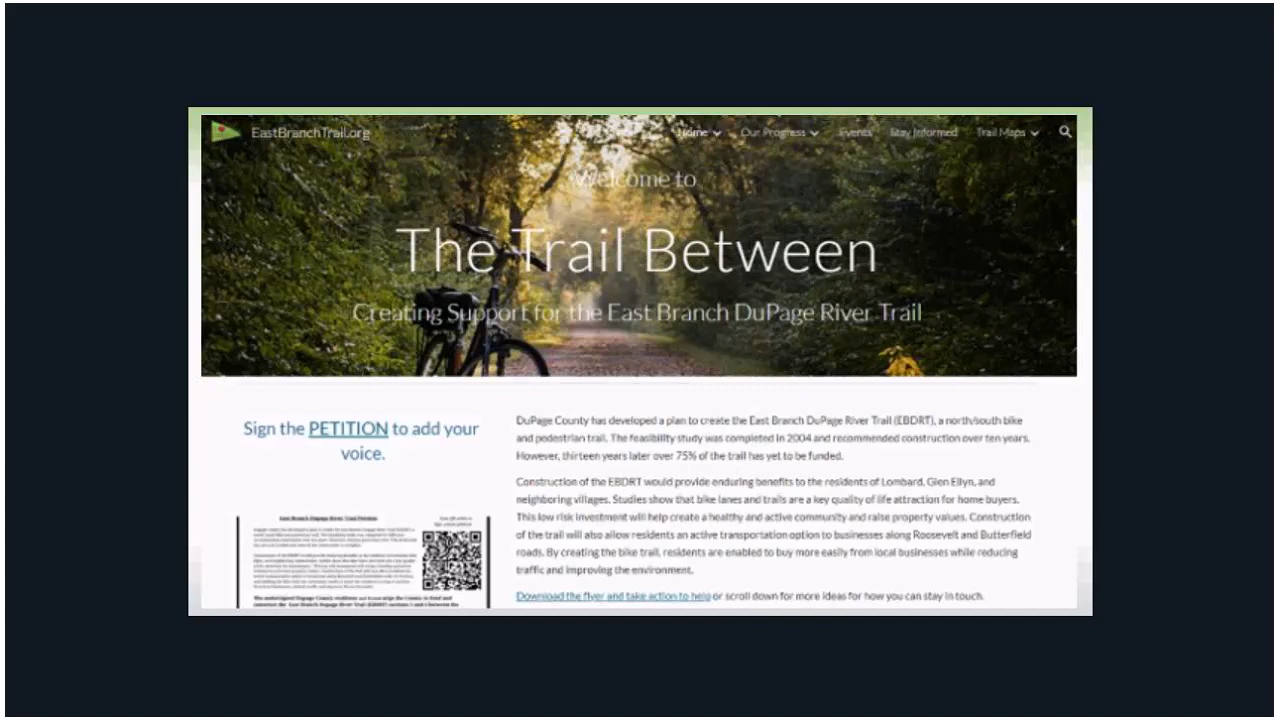 EastBranchTrail.org
Home
Our Progress
Events
Stay Informed
Trail Maps
Welcome to
The Trail Between
Creating Support for the East Branch DuPage River Trail
Sign the PETITION to add your
voice.
DuPage County has developed a plan to create the East Branch DuPage River Trail (EBDRT), a north/south bike
and pedestrian trail. The feasibility study was completed in 2004 and recommended construction over ten years.
However, thirteen years later over 75% of the trail has yet to be funded.
Construction of the EBDRT would provide enduring benefits to the residents of Lombard, Glen Ellyn, and
neighboring villages. Studies show that bike lanes and trails are a key quality of life attraction for home buyers.
This low risk investment will help create a healthy and active community and raise property values. Construction
of the trail will also allow residents an active transportation option to businesses along Roosevelt and Butterfield
roads. By creating the bike trail, residents are enabled to buy more easily from local businesses while reducing
traffic and improving the environment.
Download the flyer and take action to help or scroll down for more ideas for how you can stay in touch.
East Branch Dupage River Trail Petition